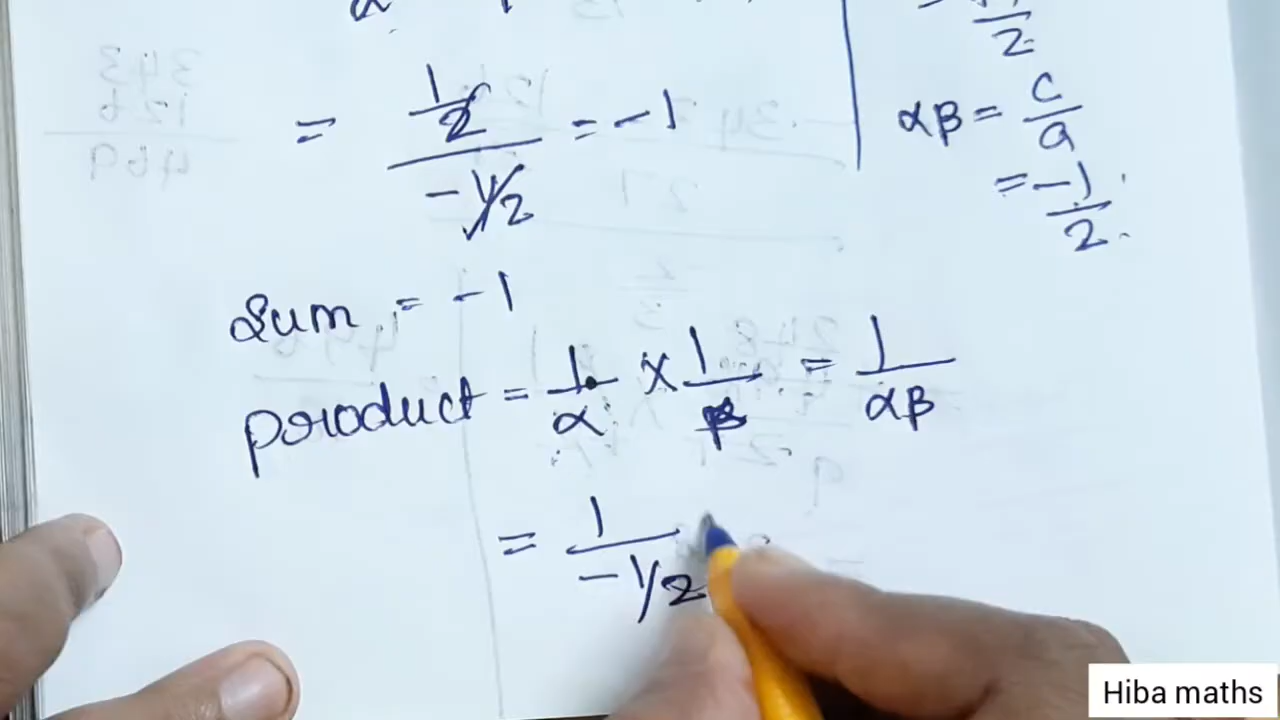 = 1/2 / -1/2 = -1
Sum = -1
product = 1/α × 1/β = 1/αβ
= 1 / -1/2
2
αβ = c/a
= -1/2
Hiba maths